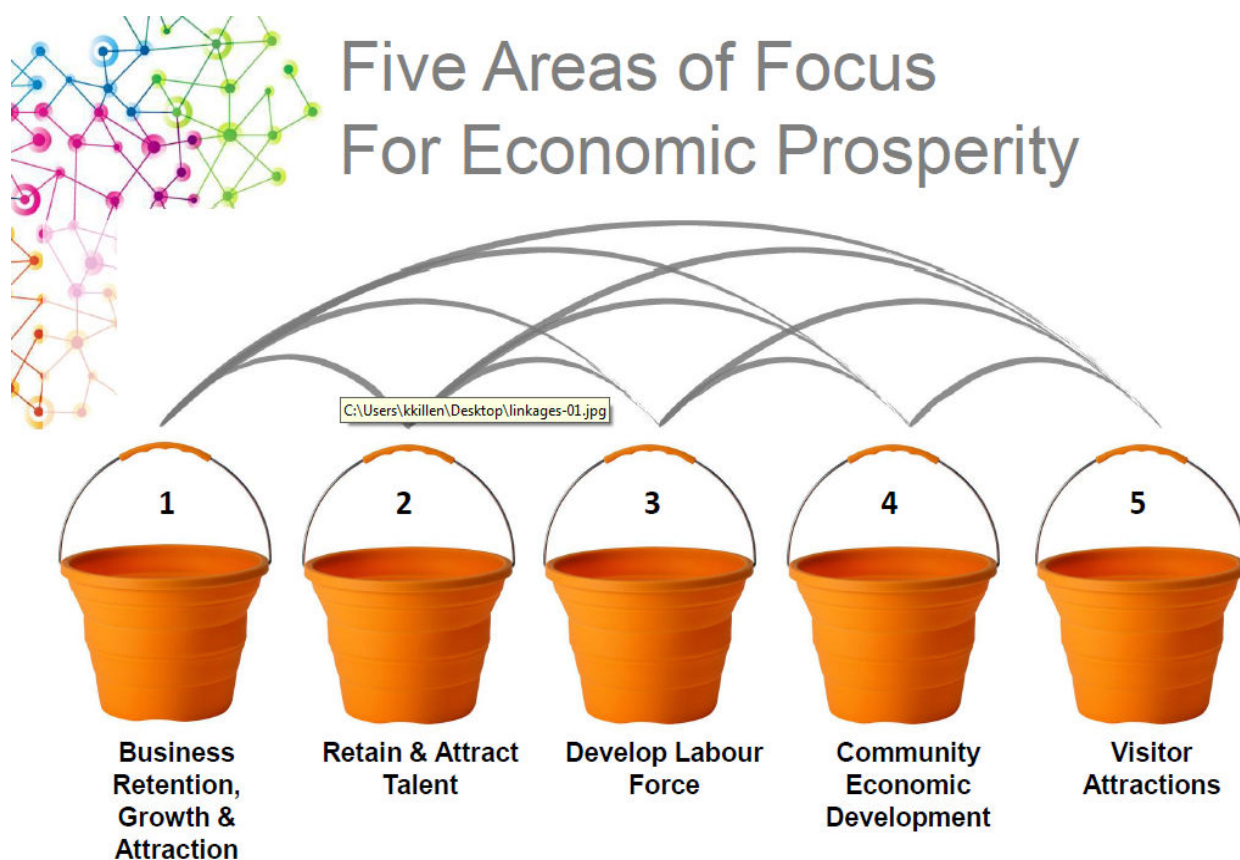 Five Areas of Focus
For Economic Prosperity
C:\Users\kkillen\Desktop\linkages-01.jpg
1
2
3
4
5
Business
Retention,
Growth &
Attraction
Retain & Attract
Talent
Develop Labour
Force
Community
Economic
Development
Visitor
Attractions